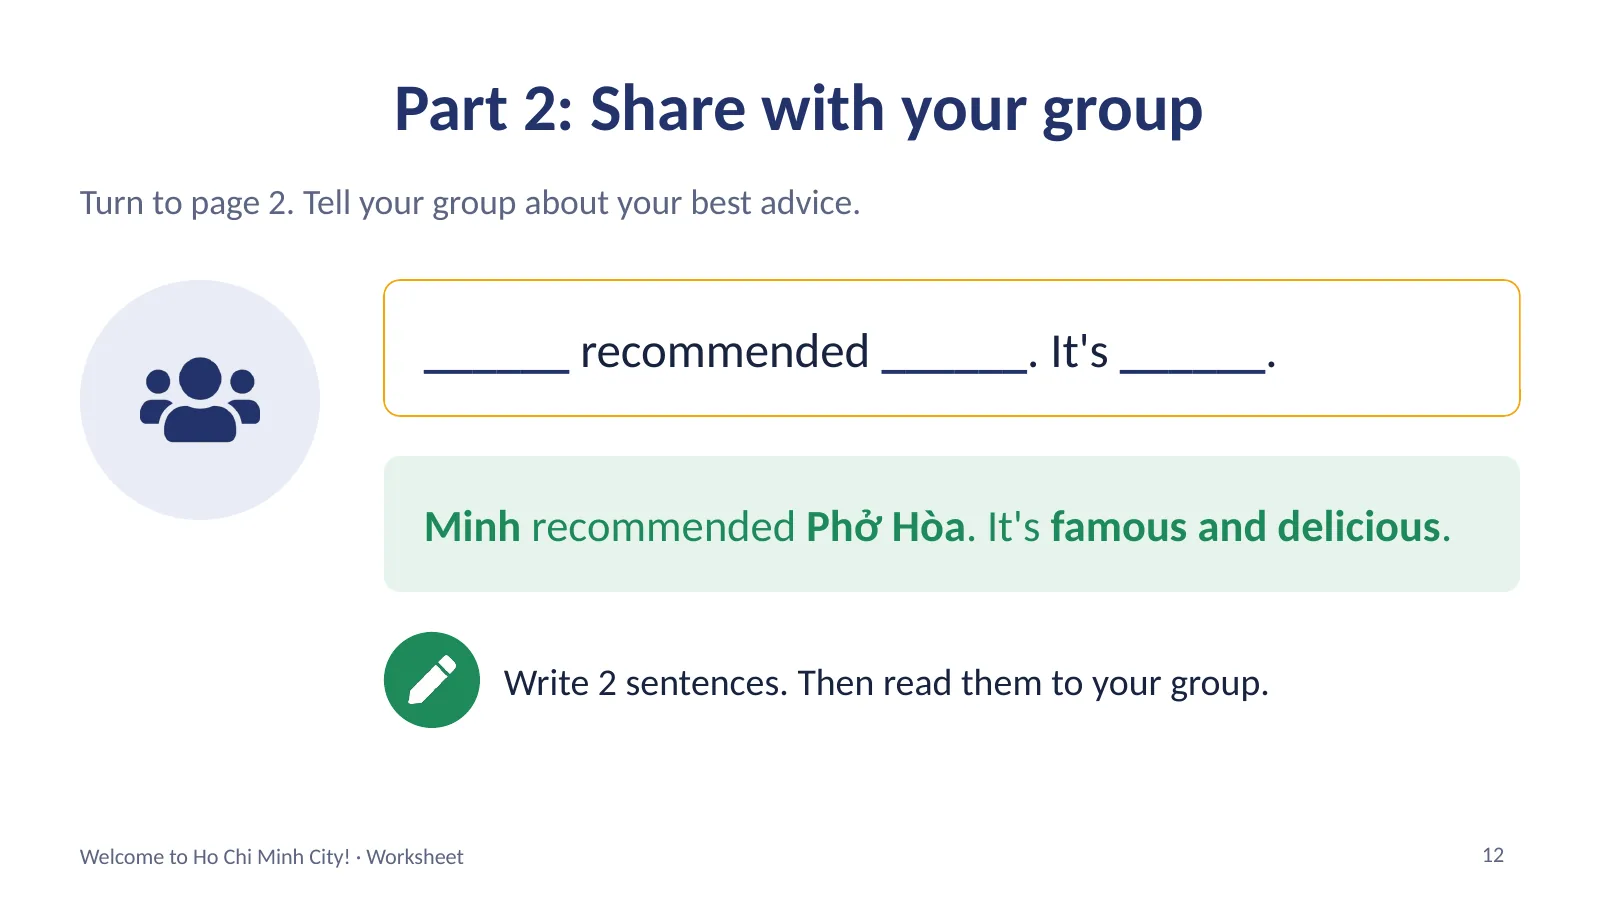 Part 2: Share with your group
Turn to page 2. Tell your group about your best advice.
______ recommended ______. It's ______.
Minh recommended Phở Hòa. It's famous and delicious.
Write 2 sentences. Then read them to your group.
Welcome to Ho Chi Minh City! · Worksheet
12